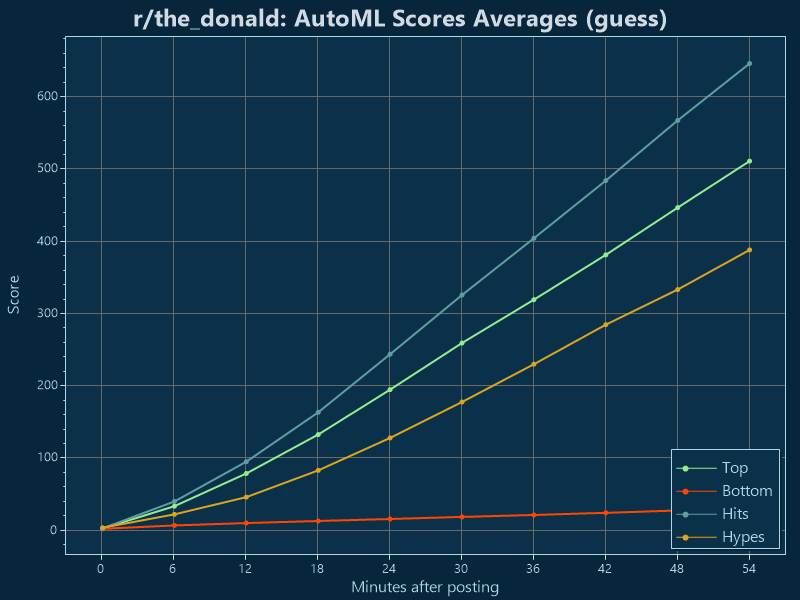 r/the_donald: AutoML Scores Averages (guess)
Score
600
500
400
300
200
100
0
0 6 12 18 24 30 36 42 48 54
Minutes after posting
Top
Bottom
Hits
Hypes